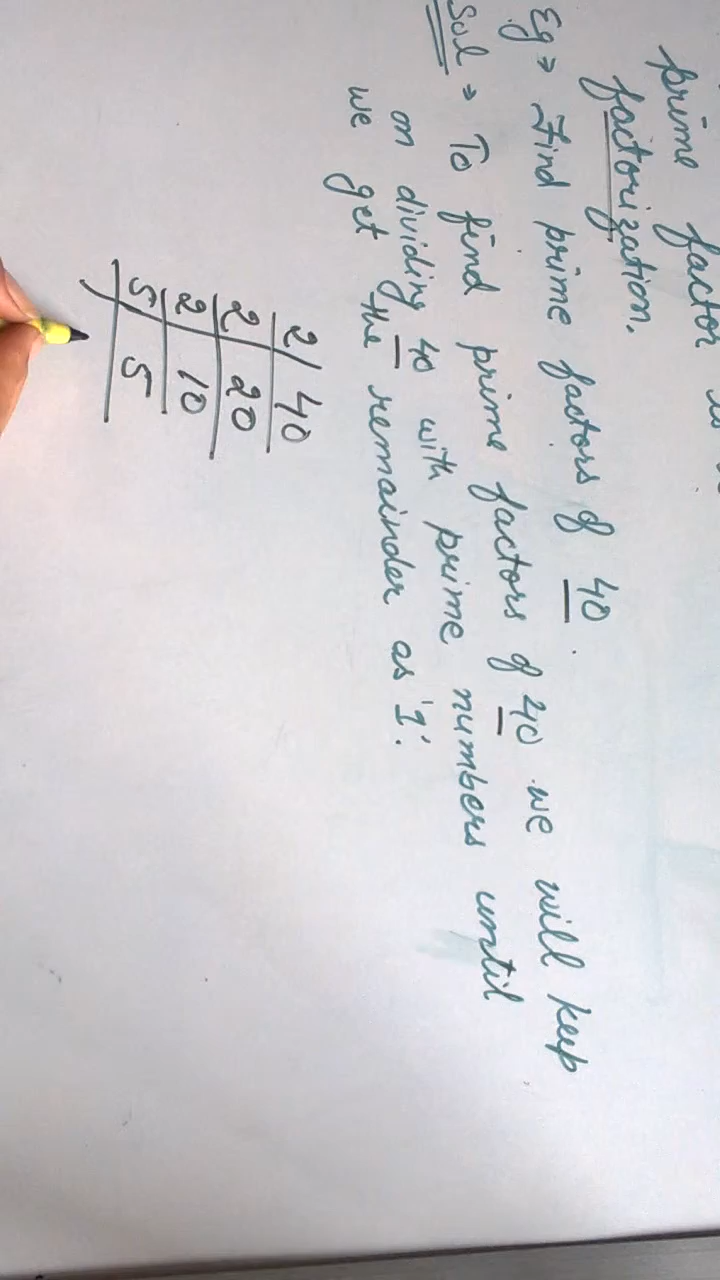 prime factor is
factorization.
Eg ⇒ Find prime factors of 40.
Sol ⇒ To find prime factors of 40 we will keep
on dividing 40 with prime numbers until
we get the remainder as '1'.
2 40
2 20
2 10
5 5